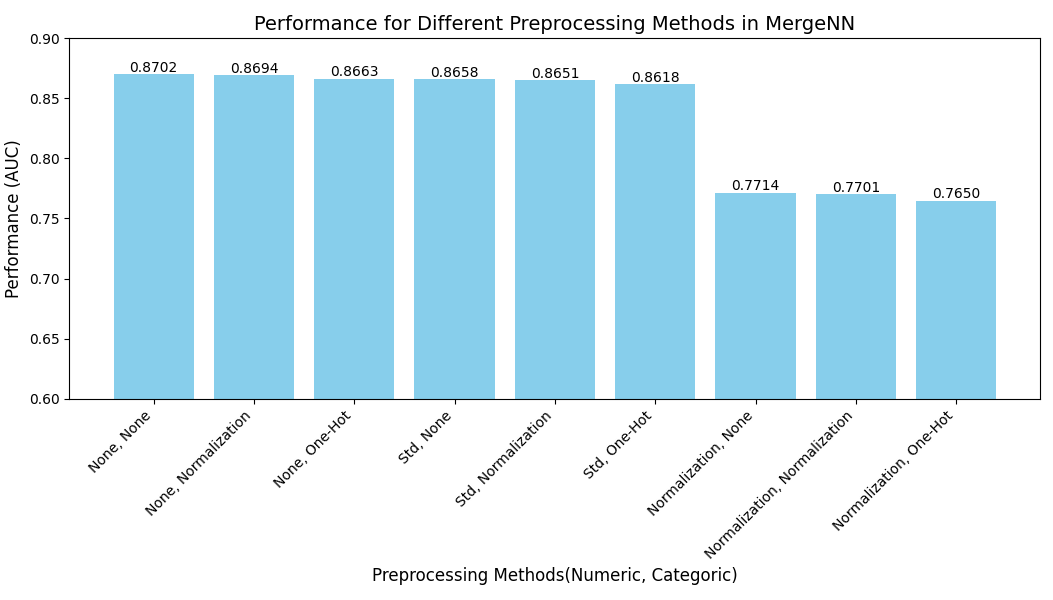 Performance for Different Preprocessing Methods in MergeNN
Performance (AUC)
0.90
0.85
0.80
0.75
0.70
0.65
0.60
0.8702
0.8694
0.8663
0.8658
0.8651
0.8618
0.7714
0.7701
0.7650
None, None
None, Normalization
None, One-Hot
Std, None
Std, Normalization
Std, One-Hot
Normalization, None
Normalization, Normalization
Normalization, One-Hot
Preprocessing Methods(Numeric, Categoric)